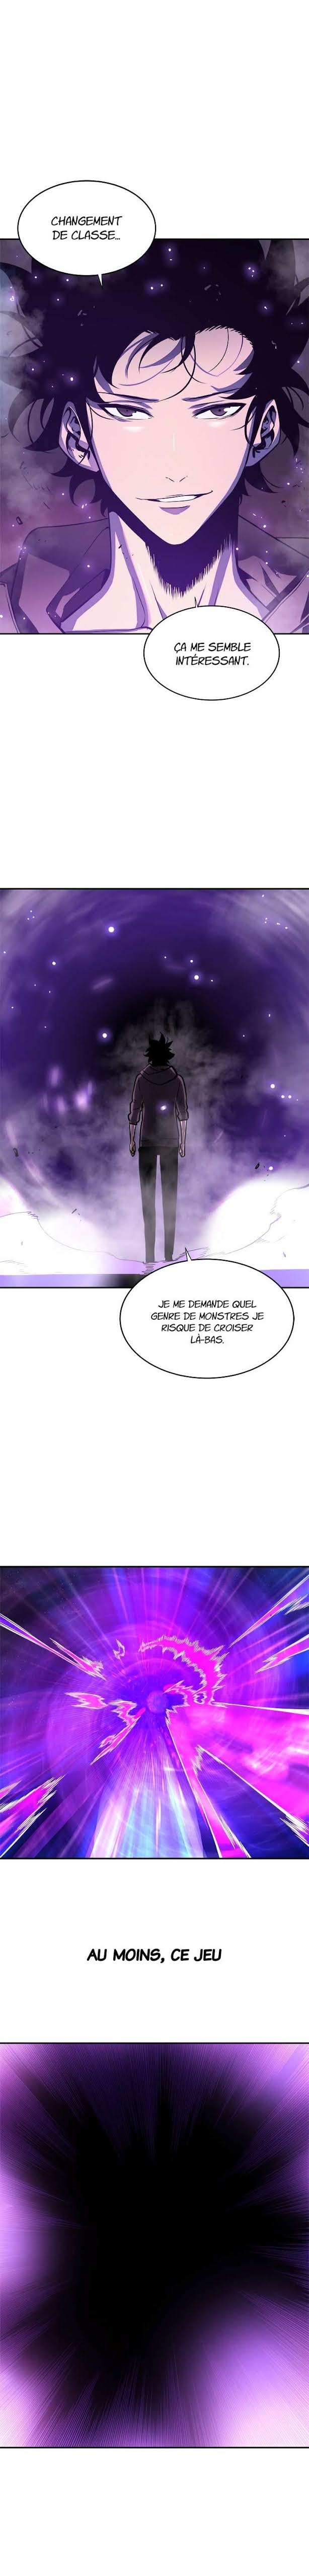 CHANGEMENT
DE CLASSE...
ÇA ME SEMBLE
INTÉRESSANT.
JE ME DEMANDE QUEL
GENRE DE MONSTRES JE
RISQUE DE CROISER
LÀ-BAS.
AU MOINS, CE JEU